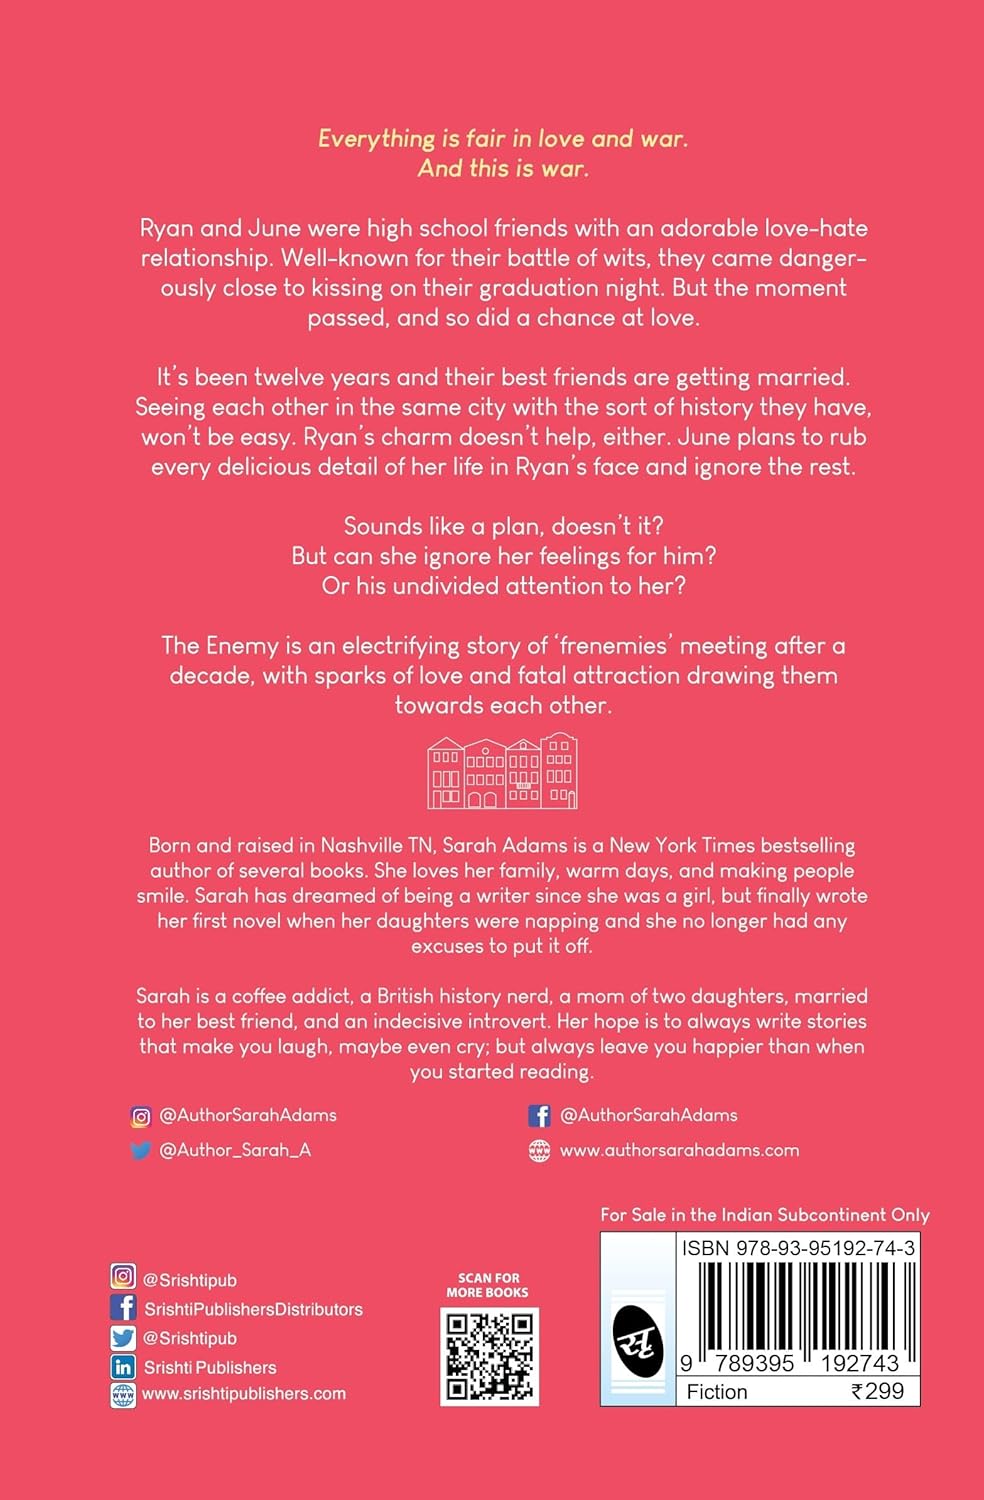 Everything is fair in love and war.
And this is war.
Ryan and June were high school friends with an adorable love-hate
relationship. Well-known for their battle of wits, they came danger-
ously close to kissing on their graduation night. But the moment
passed, and so did a chance at love.
It's been twelve years and their best friends are getting married.
Seeing each other in the same city with the sort of history they have,
won't be easy. Ryan's charm doesn't help, either. June plans to rub
every delicious detail of her life in Ryan's face and ignore the rest.
Sounds like a plan, doesn't it?
But can she ignore her feelings for him?
Or his undivided attention to her?
The Enemy is an electrifying story of 'frenemies' meeting after a
decade, with sparks of love and fatal attraction drawing them
towards each other.
Born and raised in Nashville TN, Sarah Adams is a New York Times bestselling
author of several books. She loves her family, warm days, and making people
smile. Sarah has dreamed of being a writer since she was a girl, but finally wrote
her first novel when her daughters were napping and she no longer had any
excuses to put it off.
Sarah is a coffee addict, a British history nerd, a mom of two daughters, married
to her best friend, and an indecisive introvert. Her hope is to always write stories
that make you laugh, maybe even cry; but always leave you happier than when
you started reading.
@AuthorSarahAdams
@AuthorSarahAdams
@Author_Sarah_A
www.authorsarahadams.com
@Srishtipub
SrishtiPublishersDistributors
@Srishtipub
Srishti Publishers
www.srishtipublishers.com
SCAN FOR
MORE BOOKS
For Sale in the Indian Subcontinent Only
ISBN 978-93-95192-74-3
सृ
9 789395 192743
Fiction ₹299